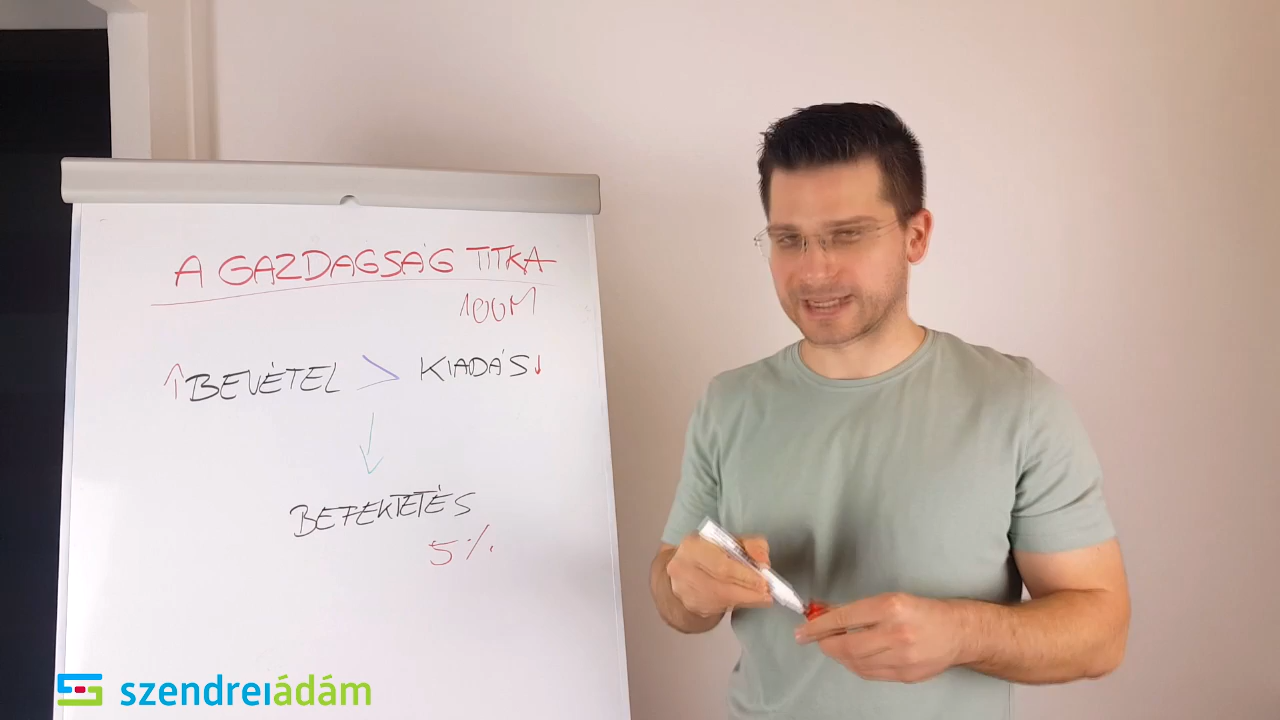 A GAZDAGSÁG TITKA
100M
↑ BEVÉTEL > KIADÁS ↓
↓
BEFEKTETÉS
5%
szendreiádám